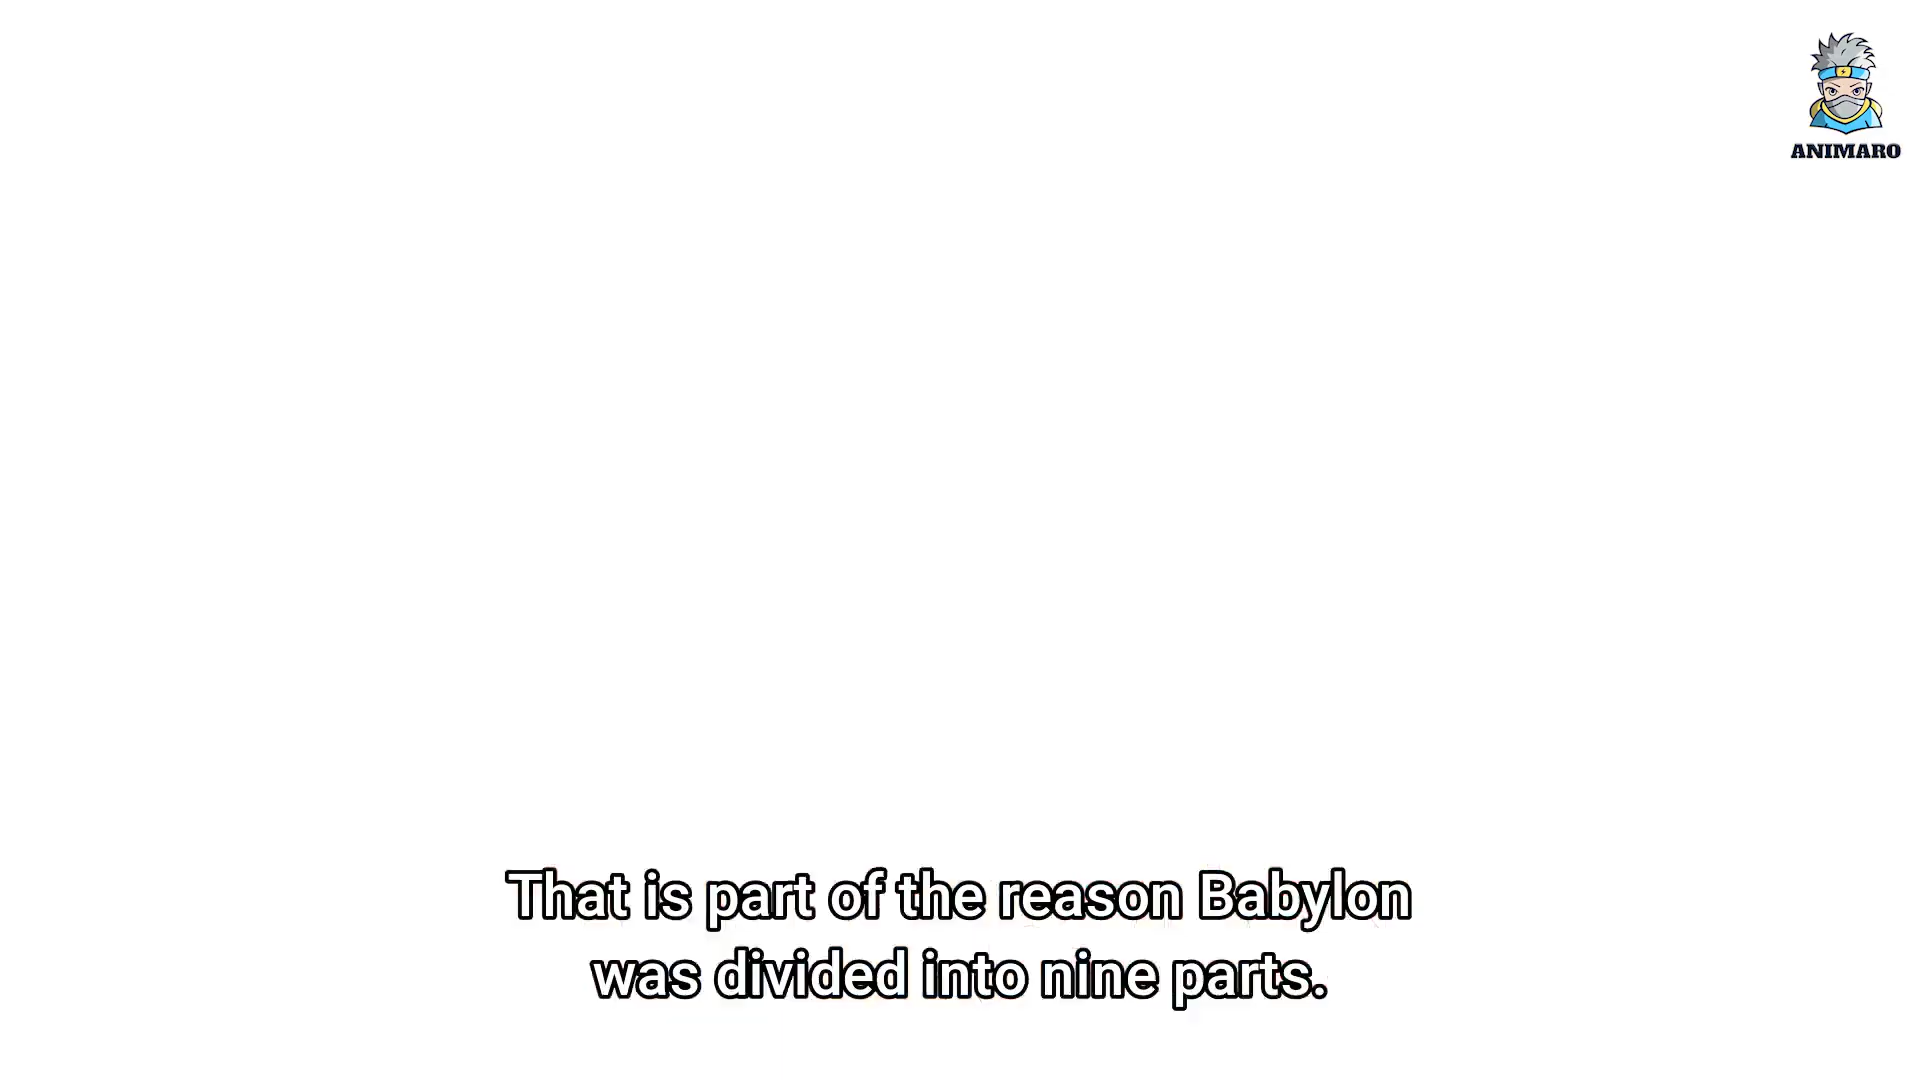 ANIMARO
That is part of the reason Babylon
was divided into nine parts.